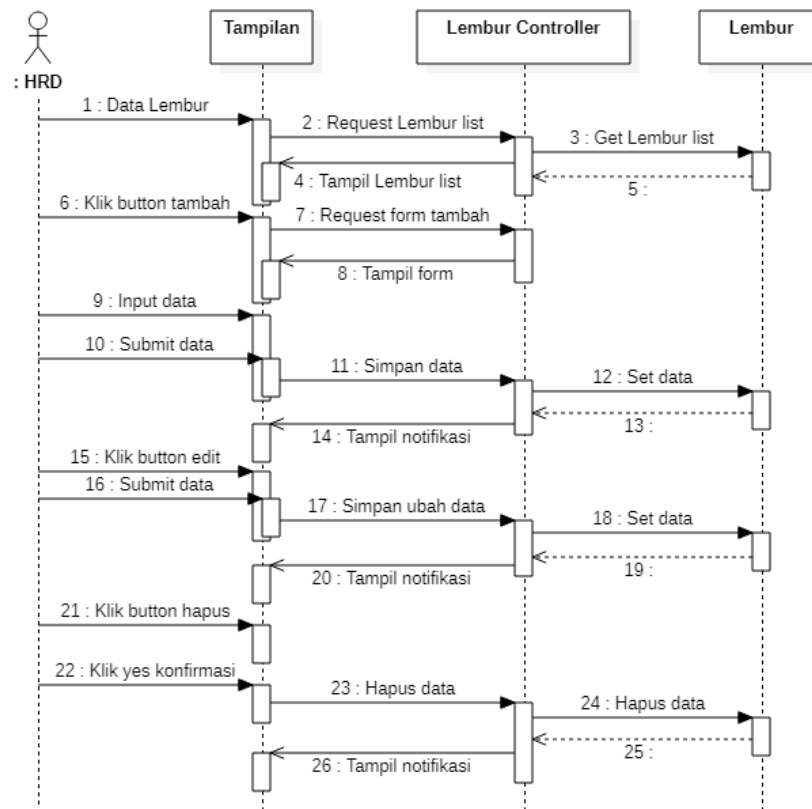 Tampilan
Lembur Controller
Lembur
: HRD
1 : Data Lembur
2 : Request Lembur list
3 : Get Lembur list
4 : Tampil Lembur list
5 :
6 : Klik button tambah
7 : Request form tambah
8 : Tampil form
9 : Input data
10 : Submit data
11 : Simpan data
12 : Set data
13 :
14 : Tampil notifikasi
15 : Klik button edit
16 : Submit data
17 : Simpan ubah data
18 : Set data
19 :
20 : Tampil notifikasi
21 : Klik button hapus
22 : Klik yes konfirmasi
23 : Hapus data
24 : Hapus data
25 :
26 : Tampil notifikasi